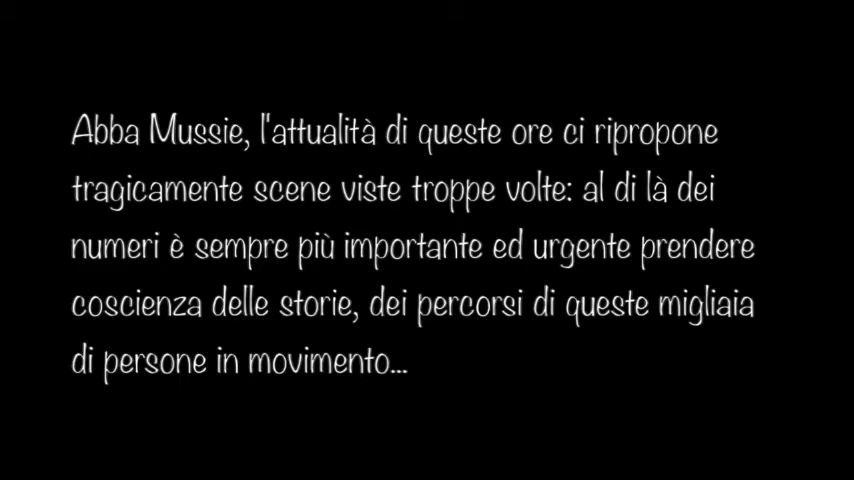 Abba Mussie, l'attualità di queste ore ci ripropone
tragicamente scene viste troppe volte: al di là dei
numeri è sempre più importante ed urgente prendere
coscienza delle storie, dei percorsi di queste migliaia
di persone in movimento...